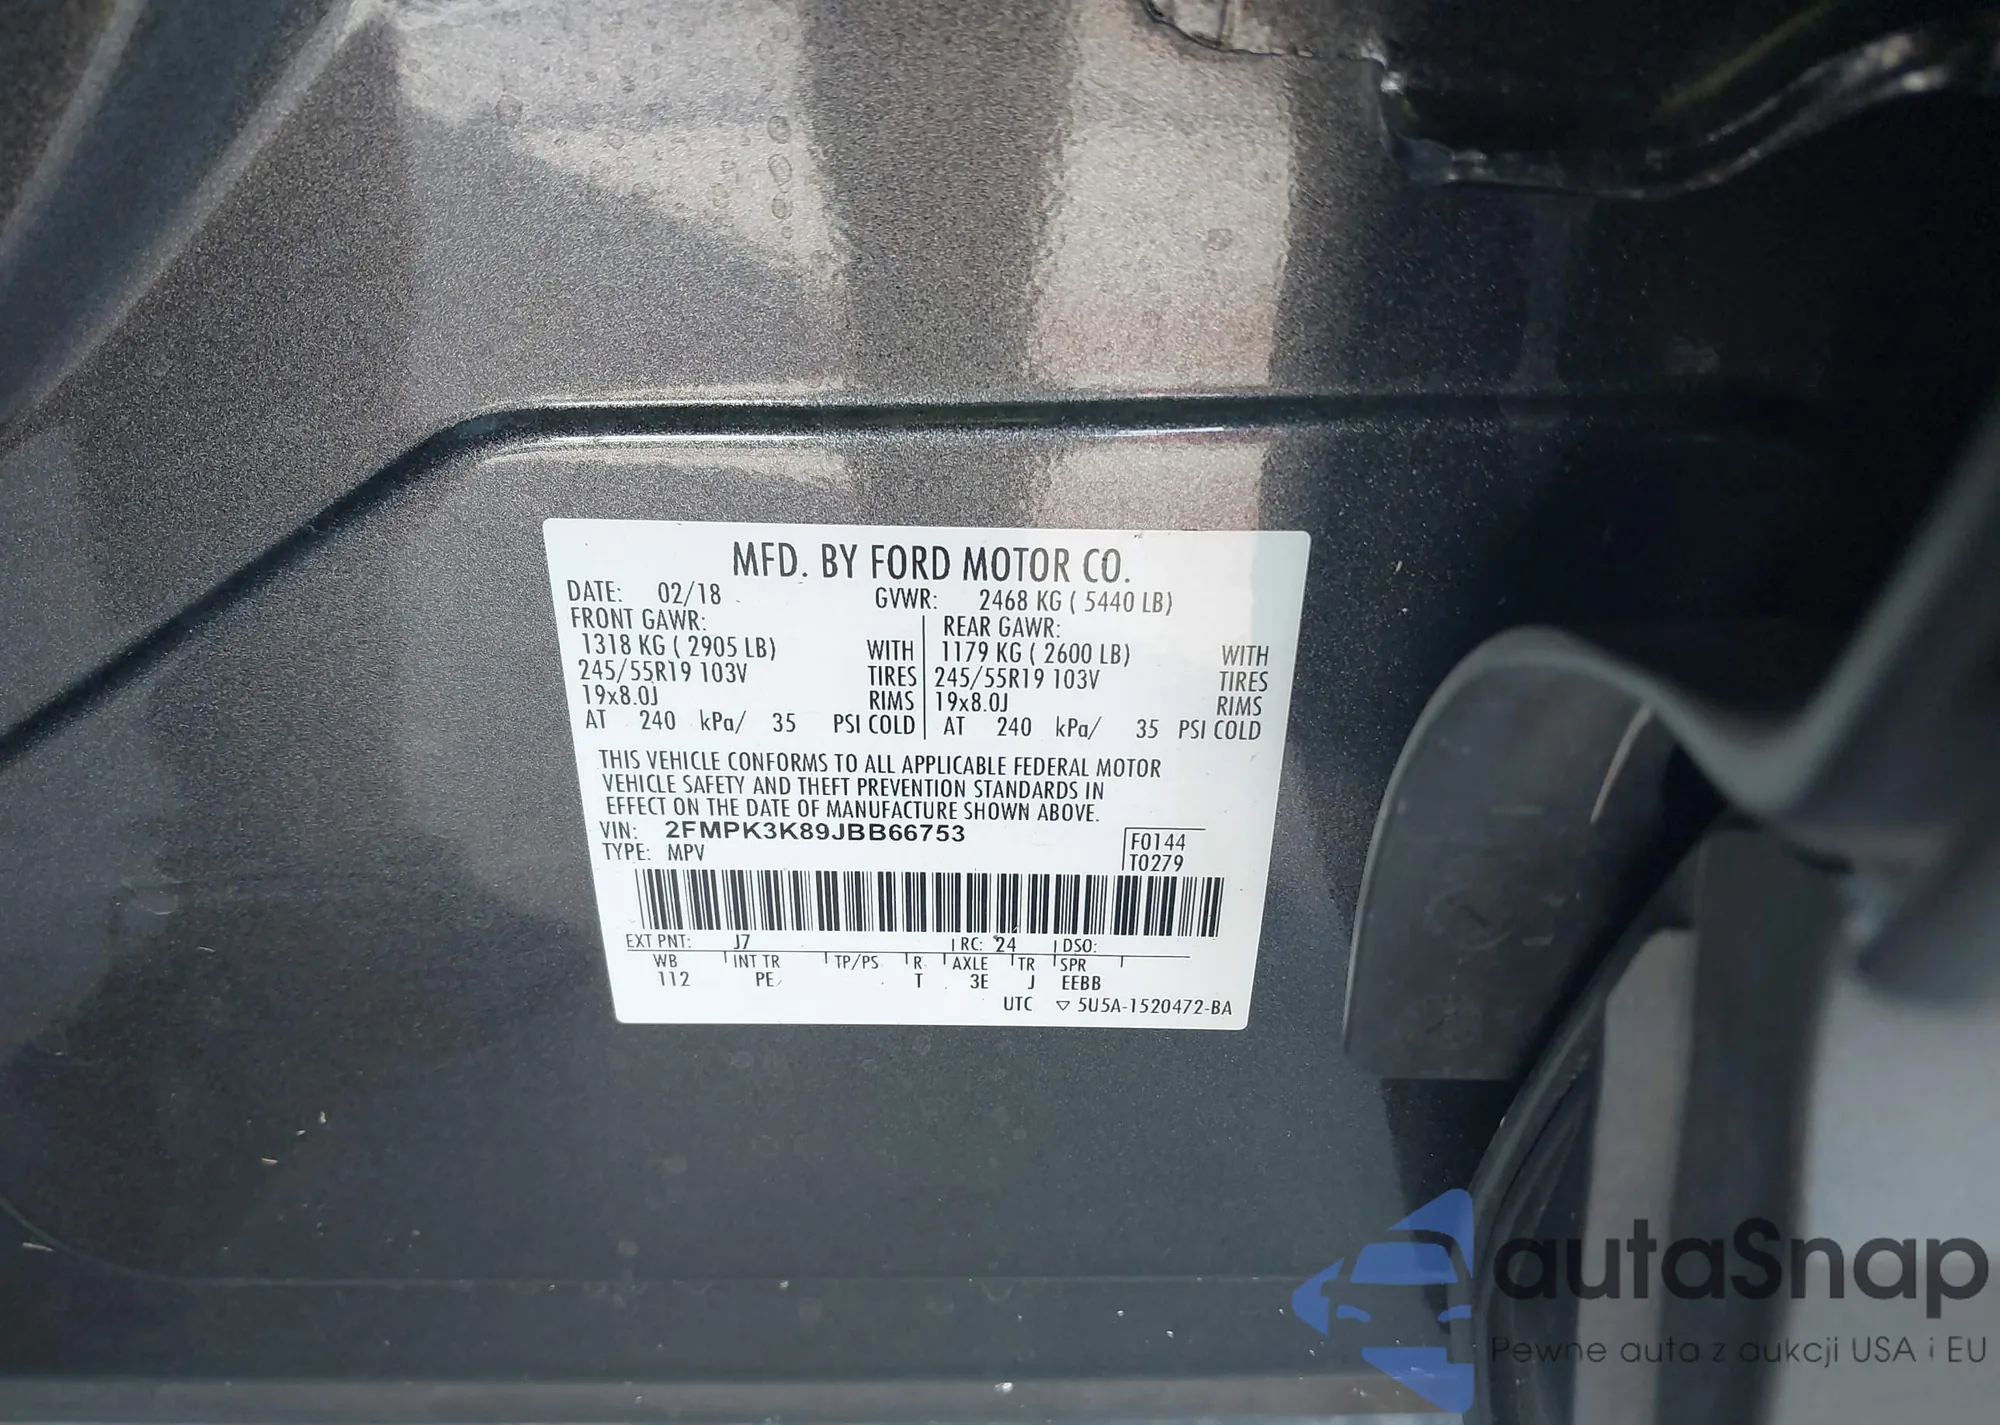 MFD. BY FORD MOTOR CO.
DATE: 02/18 GVWR: 2468 KG ( 5440 LB)
FRONT GAWR: REAR GAWR:
1318 KG ( 2905 LB) WITH 1179 KG ( 2600 LB) WITH
245/55R19 103V TIRES 245/55R19 103V TIRES
19x8.0J RIMS 19x8.0J RIMS
AT 240 kPa/ 35 PSI COLD AT 240 kPa/ 35 PSI COLD
THIS VEHICLE CONFORMS TO ALL APPLICABLE FEDERAL MOTOR
VEHICLE SAFETY AND THEFT PREVENTION STANDARDS IN
EFFECT ON THE DATE OF MANUFACTURE SHOWN ABOVE.
VIN: 2FMPK3K89JBB66753
TYPE: MPV
F0144
T0279
EXT PNT: J7 RC: 24 DSO:
WB INT TR TP/PS R AXLE TR SPR
112 PE T 3E J EEBB
UTC ▽ 5U5A-1520472-BA
autaSnap
Pewne auta z aukcji USA i EU